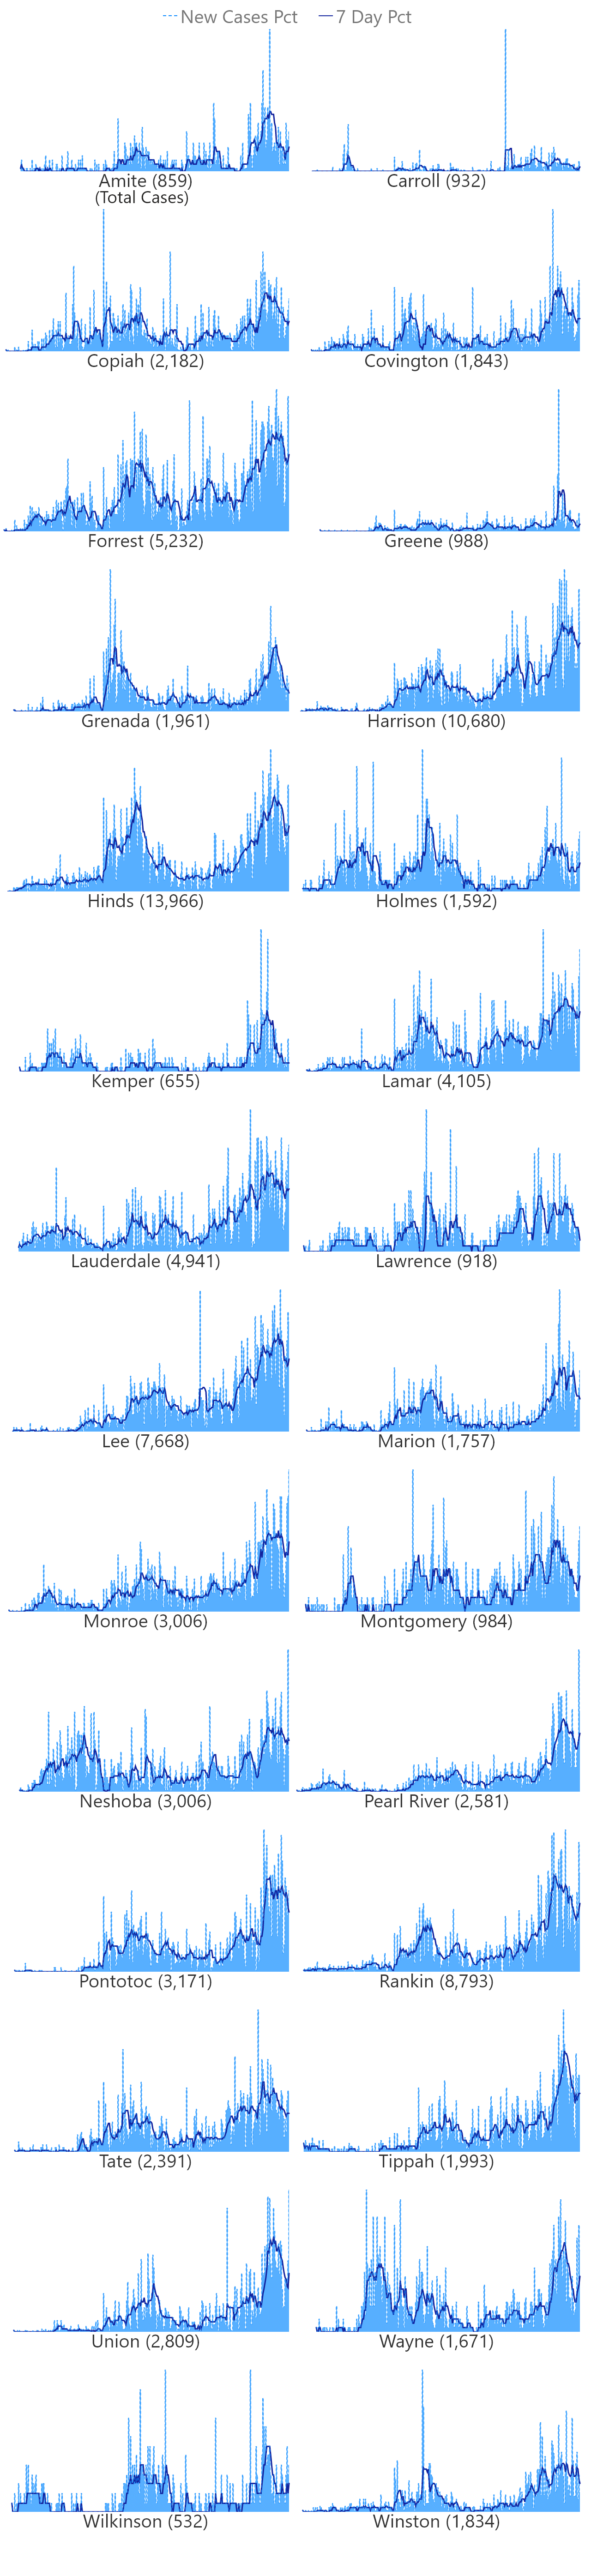 New Cases Pct 7 Day Pct
Amite (859) Carroll (932)
(Total Cases)
Copiah (2,182) Covington (1,843)
Forrest (5,232) Greene (988)
Grenada (1,961) Harrison (10,680)
Hinds (13,966) Holmes (1,592)
Kemper (655) Lamar (4,105)
Lauderdale (4,941) Lawrence (918)
Lee (7,668) Marion (1,757)
Monroe (3,006) Montgomery (984)
Neshoba (3,006) Pearl River (2,581)
Pontotoc (3,171) Rankin (8,793)
Tate (2,391) Tippah (1,993)
Union (2,809) Wayne (1,671)
Wilkinson (532) Winston (1,834)